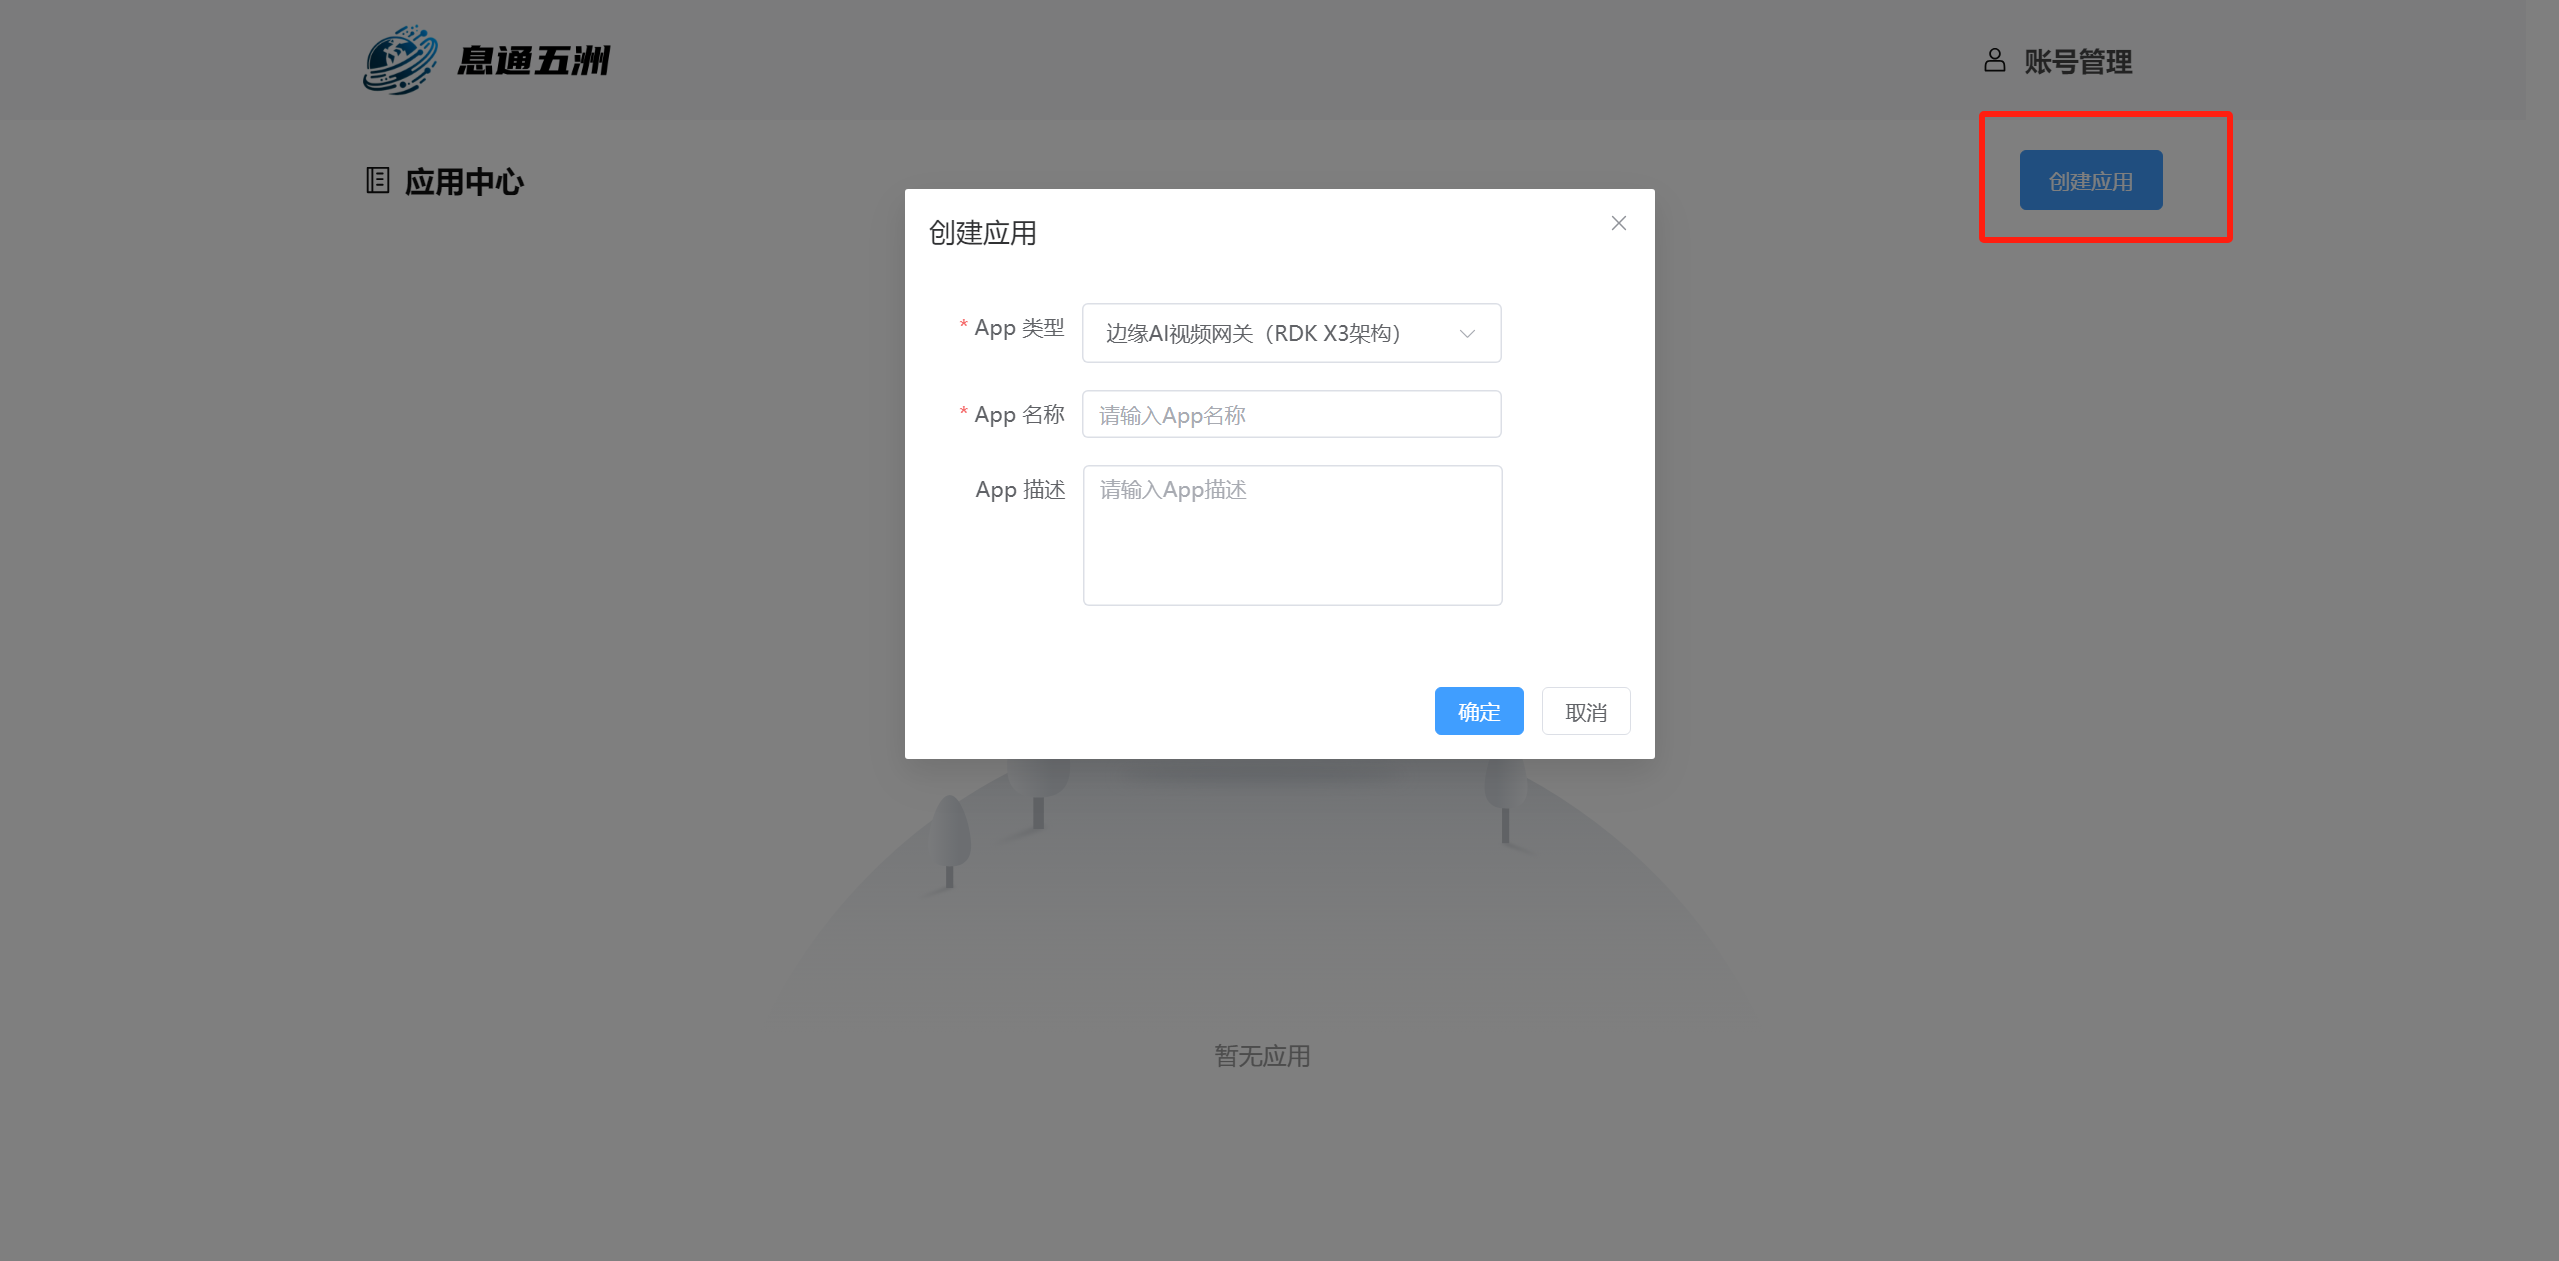 息通五洲
账号管理
应用中心
创建应用
创建应用
* App 类型
边缘AI视频网关（RDK X3架构）
* App 名称
请输入App名称
App 描述
请输入App描述
确定
取消
暂无应用